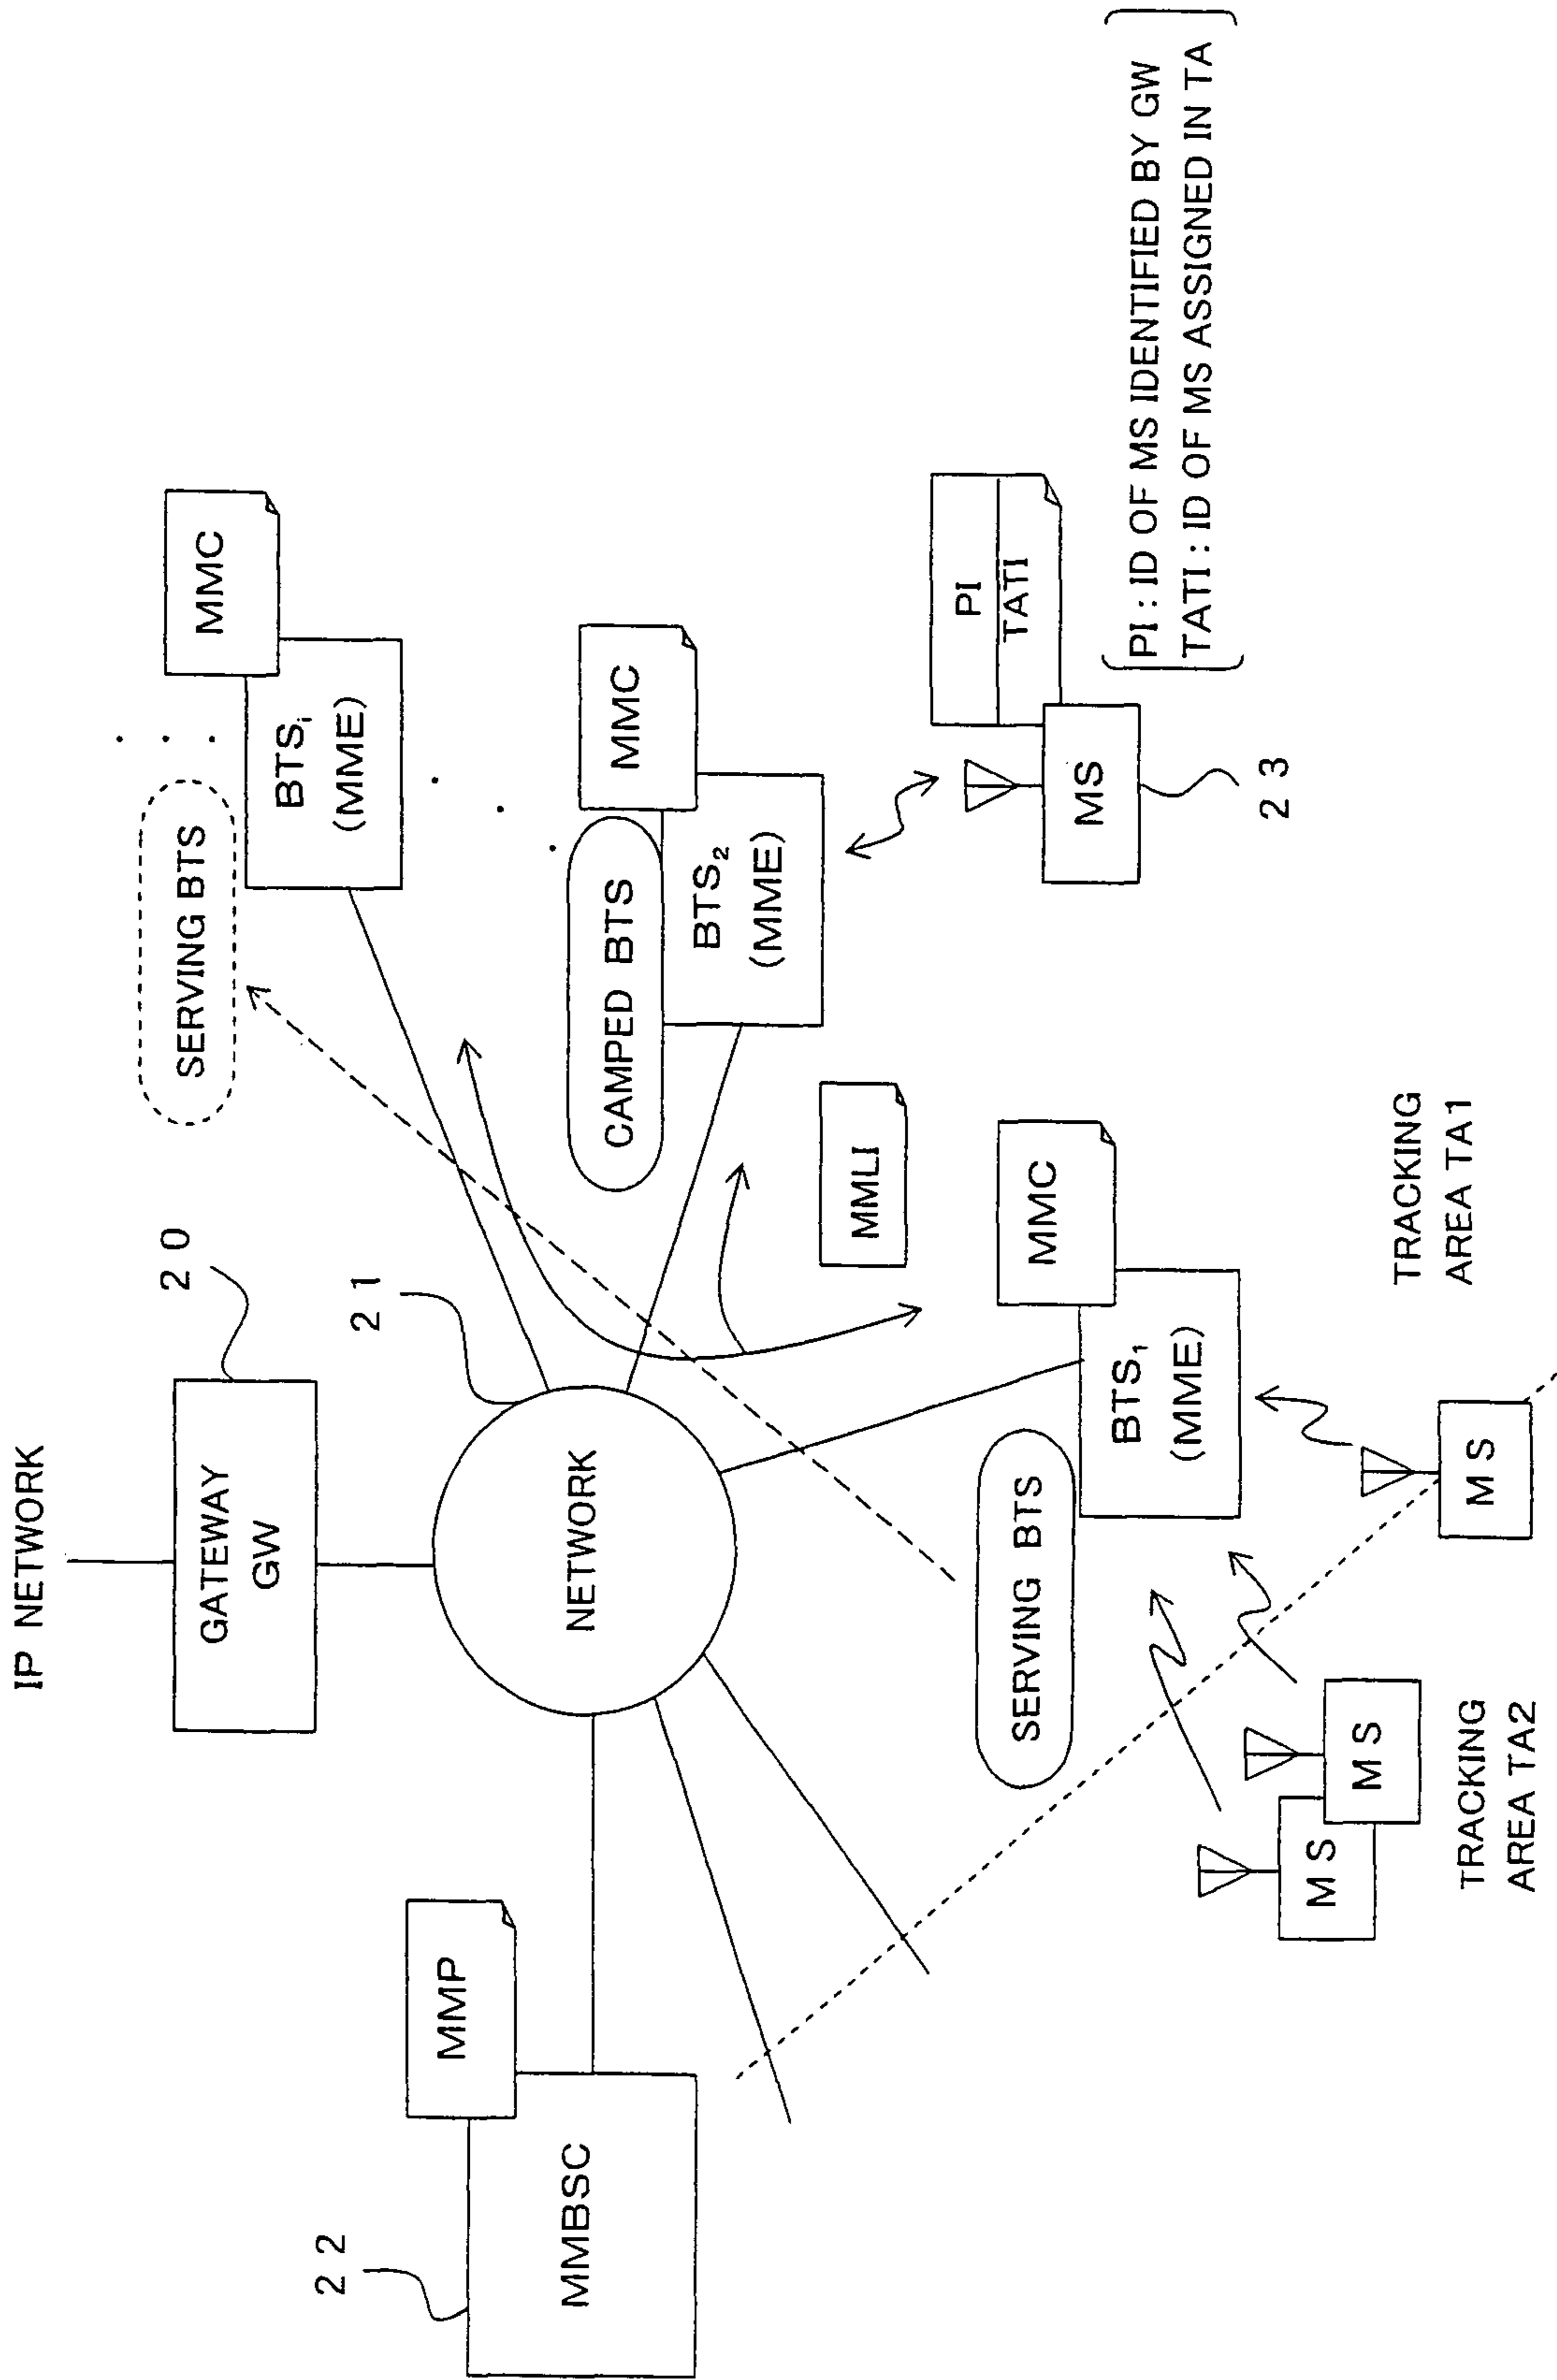 IP NETWORK
GATEWAY
GW
20
21
NETWORK
22
MMBSC
MMP
SERVING BTS
BTSi
(MME)
MMC
CAMPED BTS
BTS2
(MME)
MMC
MMLI
SERVING BTS
BTS1
(MME)
MMC
PI
TATI
MS
23
PI : ID OF MS IDENTIFIED BY GW
TATI : ID OF MS ASSIGNED IN TA
MS
MS
MS
TRACKING
AREA TA2
TRACKING
AREA TA1